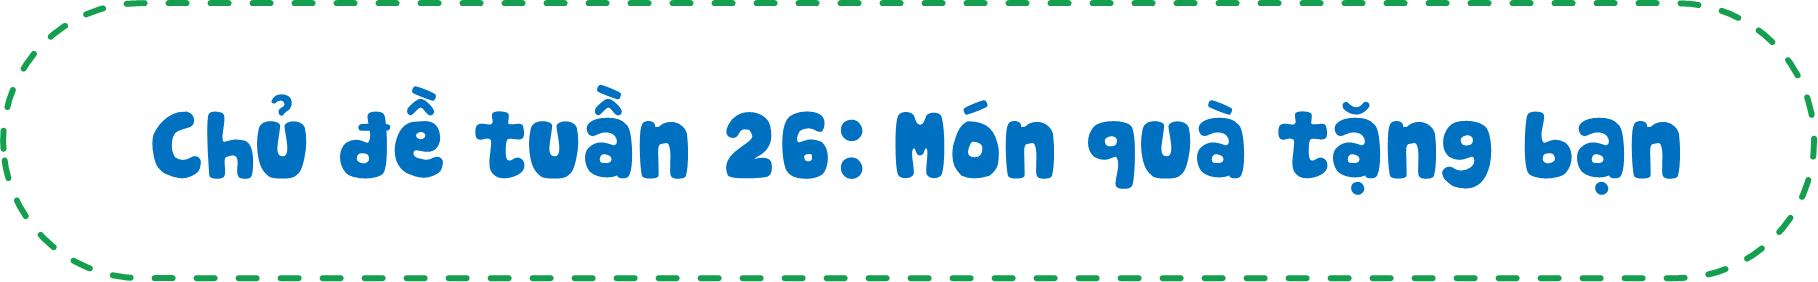 Chủ đề tuần 26: Món quà tặng bạn